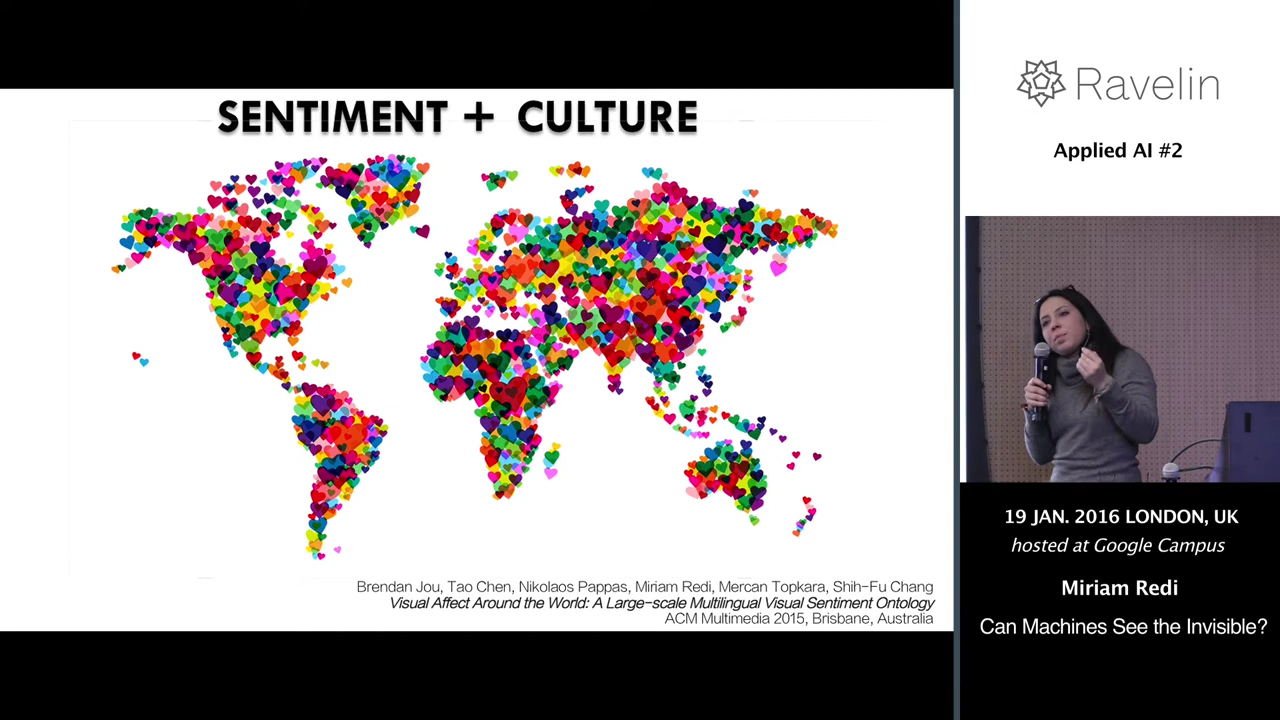 SENTIMENT + CULTURE
Brendan Jou, Tao Chen, Nikolaos Pappas, Miriam Redi, Mercan Topkara, Shih-Fu Chang
Visual Affect Around the World: A Large-scale Multilingual Visual Sentiment Ontology
ACM Multimedia 2015, Brisbane, Australia
Ravelin
Applied AI #2
19 JAN. 2016 LONDON, UK
hosted at Google Campus
Miriam Redi
Can Machines See the Invisible?